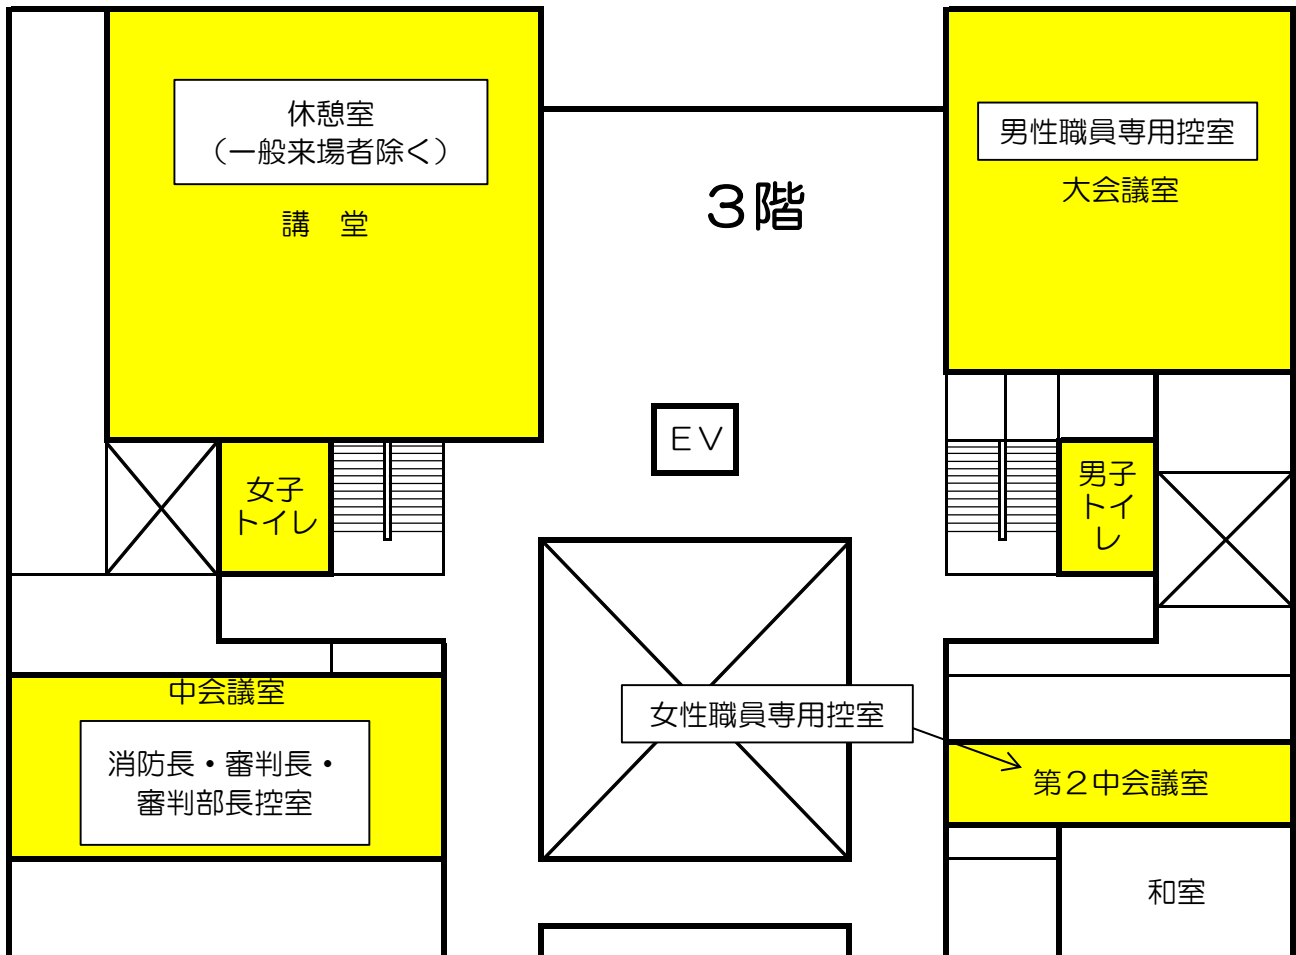 休憩室
（一般来場者除く）
講　堂
3階
男性職員専用控室
大会議室
EV
女子
トイレ
男子
トイ
レ
中会議室
消防長・審判長・
審判部長控室
女性職員専用控室
第2中会議室
和室